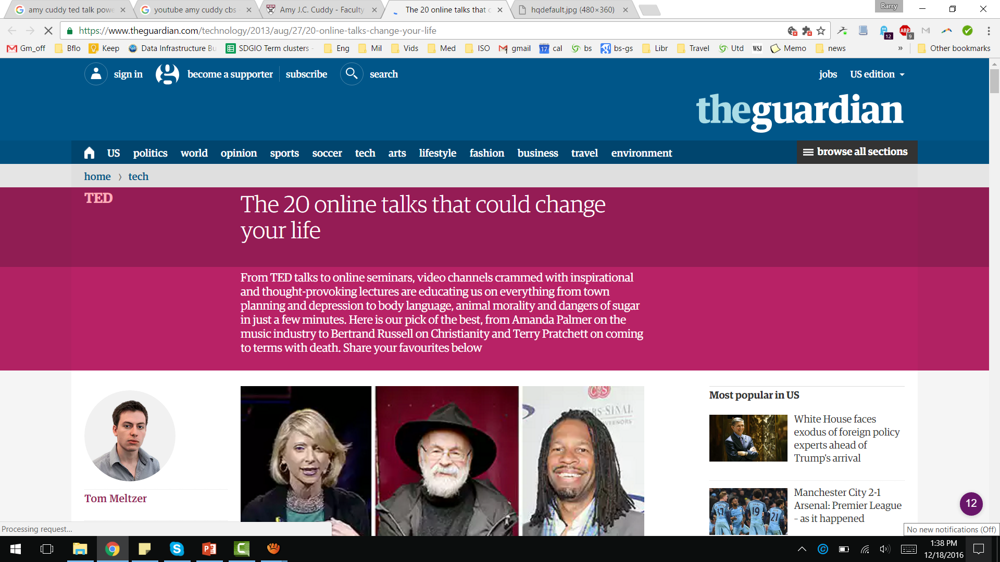 amy cuddy ted talk powe
youtube amy cuddy cbs
Amy J.C. Cuddy - Faculty
The 20 online talks that c
hqdefault.jpg (480×360)
Barry
https://www.theguardian.com/technology/2013/aug/27/20-online-talks-change-your-life
12
ABP
9
Gm_off
Bflo
Keep
Data Infrastructure Bu
SDGIO Term clusters -
Eng
Mil
Vids
Med
ISO
gmail
17 cal
bs
bs-gs
Libr
Travel
Utd
WSJ
Memo
news
»
Other bookmarks
sign in
become a supporter
subscribe
search
jobs
US edition
theguardian
US
politics
world
opinion
sports
soccer
tech
arts
lifestyle
fashion
business
travel
environment
browse all sections
home › tech
TED
The 20 online talks that could change
your life
From TED talks to online seminars, video channels crammed with inspirational
and thought-provoking lectures are educating us on everything from town
planning and depression to body language, animal morality and dangers of sugar
in just a few minutes. Here is our pick of the best, from Amanda Palmer on the
music industry to Bertrand Russell on Christianity and Terry Pratchett on coming
to terms with death. Share your favourites below
Tom Meltzer
Most popular in US
White House faces
exodus of foreign policy
experts ahead of
Trump's arrival
Manchester City 2-1
Arsenal: Premier League
– as it happened
12
Processing request...
No new notifications (Off)
1:38 PM
12/18/2016